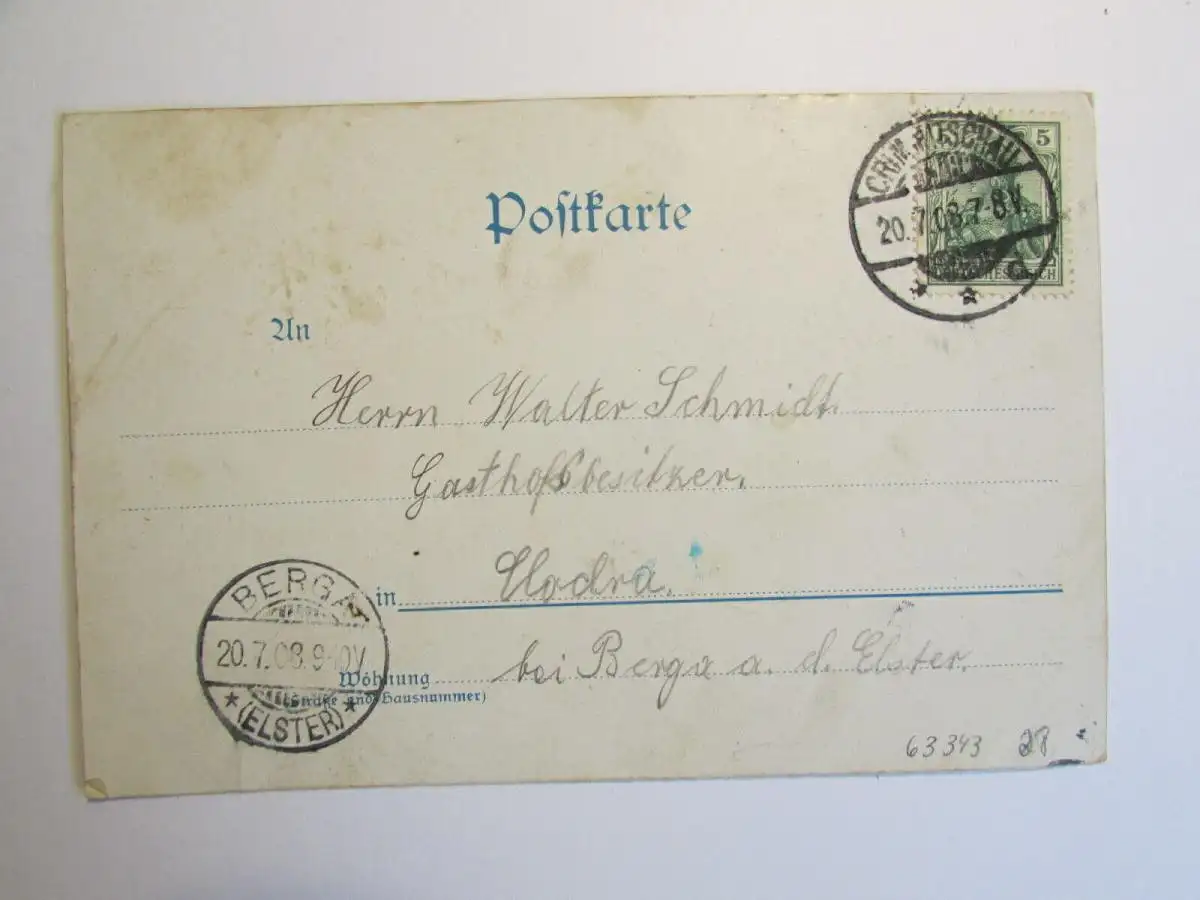 Postkarte
CRIMMITSCHAU
20.7.08.7-8V.
5
DEUTSCHES REICH
An
Herrn Walter Schmidt.
Gasthofsbesitzer.
in Clodra.
bei Berga a. d. Elster.
Wohnung
(Straße und Hausnummer)
BERGA
20.7.08.9-10V
* (ELSTER) *
63343 28